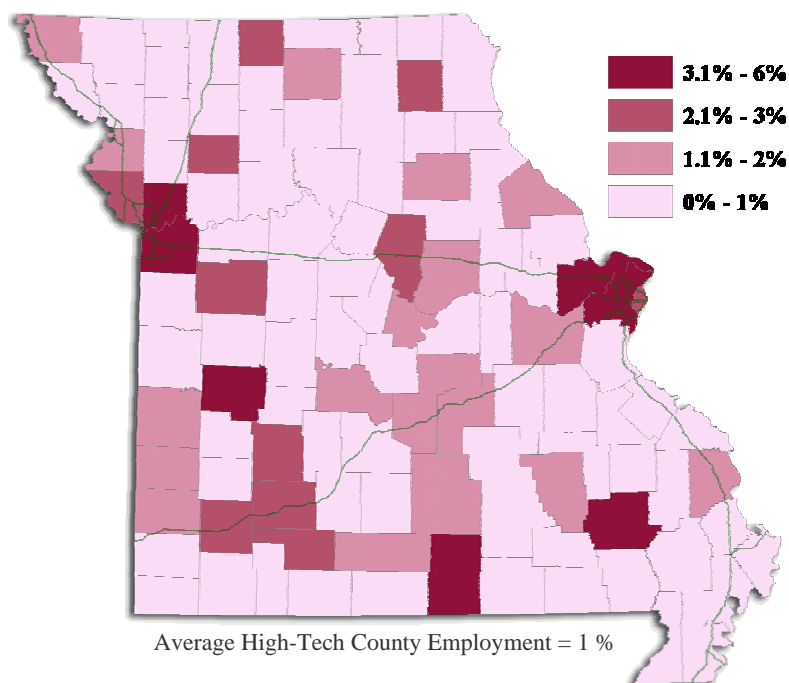 3.1% - 6%
2.1% - 3%
1.1% - 2%
0% - 1%
Average High-Tech County Employment = 1 %